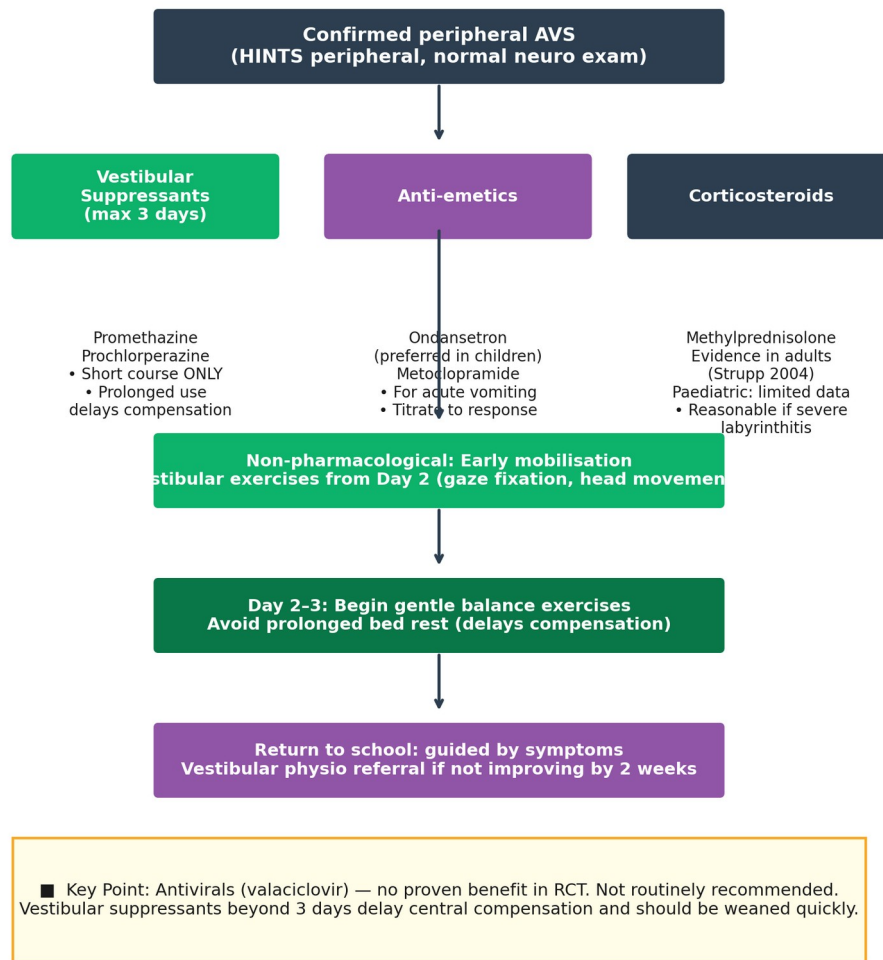 Confirmed peripheral AVS
(HINTS peripheral, normal neuro exam)
Vestibular
Suppressants
(max 3 days)
Anti-emetics
Corticosteroids
Promethazine
Prochlorperazine
• Short course ONLY
• Prolonged use
delays compensation
Ondansetron
(preferred in children)
Metoclopramide
• For acute vomiting
• Titrate to response
Methylprednisolone
Evidence in adults
(Strupp 2004)
Paediatric: limited data
• Reasonable if severe
labyrinthitis
Non-pharmacological: Early mobilisation
stibular exercises from Day 2 (gaze fixation, head movemen
Day 2–3: Begin gentle balance exercises
Avoid prolonged bed rest (delays compensation)
Return to school: guided by symptoms
Vestibular physio referral if not improving by 2 weeks
■ Key Point: Antivirals (valaciclovir) — no proven benefit in RCT. Not routinely recommended.
Vestibular suppressants beyond 3 days delay central compensation and should be weaned quickly.